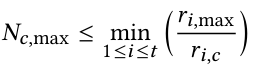 N_{c,max} ≤ min_{1≤i≤t} (r_{i,max} / r_{i,c})